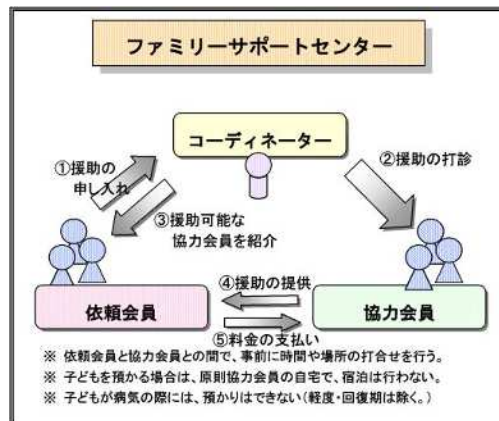 ファミリーサポートセンター
コーディネーター
①援助の
申し入れ
②援助の打診
③援助可能な
協力会員を紹介
④援助の提供
依頼会員
協力会員
⑤料金の支払い
※ 依頼会員と協力会員との間で、事前に時間や場所の打合せを行う。
※ 子どもを預かる場合は、原則協力会員の自宅で、宿泊は行わない。
※ 子どもが病気の際には、預かりはできない(軽度・回復期は除く。)